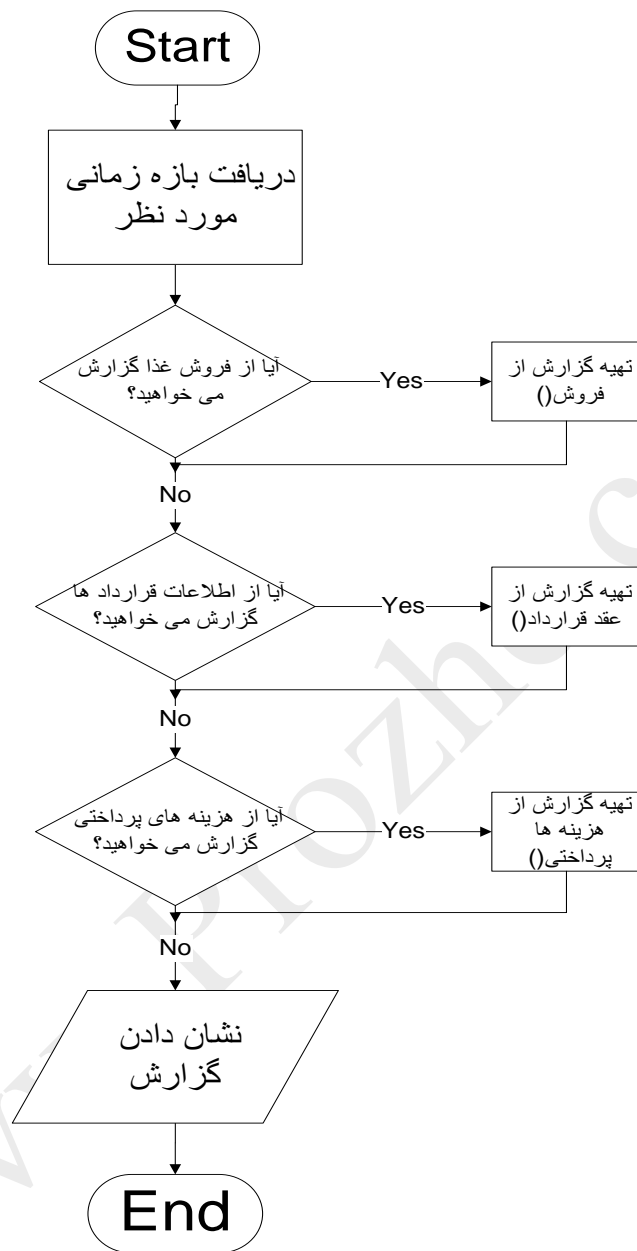 Start
دریافت بازه زمانی
مورد نظر
آیا از فروش غذا گزارش
می خواهید؟
Yes
تهیه گزارش از
فروش()
No
آیا از اطلاعات قرارداد ها
گزارش می خواهید؟
Yes
تهیه گزارش از
عقد قرارداد()
No
آیا از هزینه های پرداختی
گزارش می خواهید؟
Yes
تهیه گزارش از
هزینه ها
پرداختی()
No
نشان دادن
گزارش
End